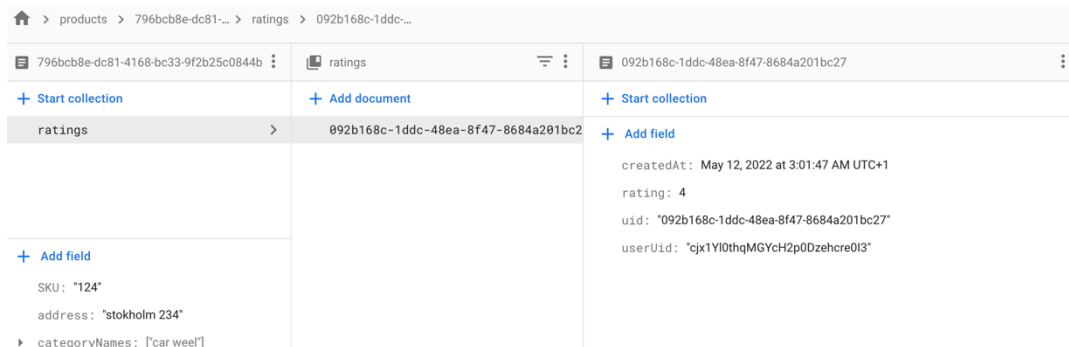 products > 796bcb8e-dc81-... > ratings > 092b168c-1ddc-...
796bcb8e-dc81-4168-bc33-9f2b25c0844b
+ Start collection
ratings
+ Add field
SKU: "124"
address: "stokholm 234"
categoryNames: ["car weel"]
ratings
+ Add document
092b168c-1ddc-48ea-8f47-8684a201bc2
092b168c-1ddc-48ea-8f47-8684a201bc27
+ Start collection
+ Add field
createdAt: May 12, 2022 at 3:01:47 AM UTC+1
rating: 4
uid: "092b168c-1ddc-48ea-8f47-8684a201bc27"
userUid: "cjx1Yl0thqMGYcH2p0Dzehcre0I3"